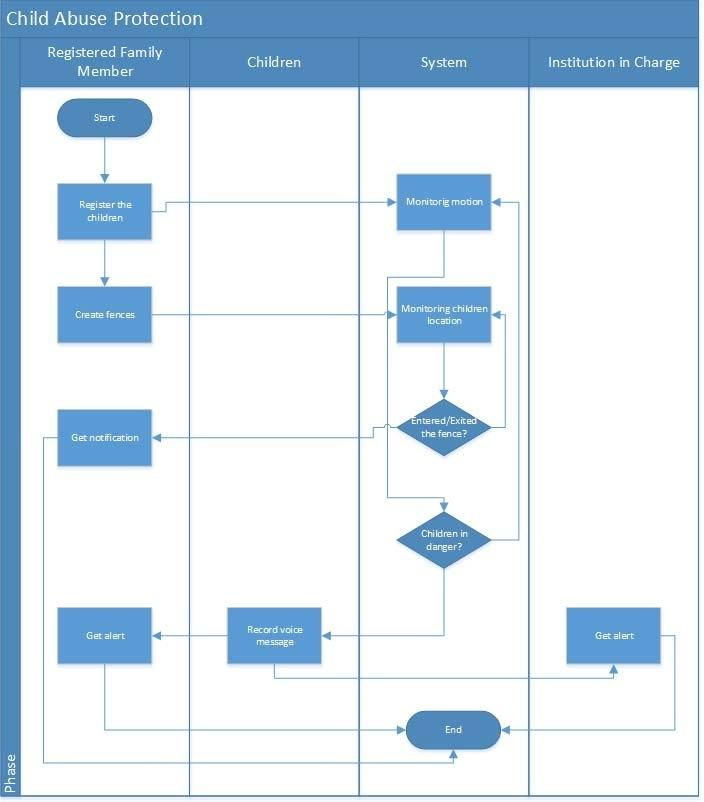 Child Abuse Protection
Registered Family
Member
Children
System
Institution in Charge
Start
Register the
children
Monitorig motion
Create fences
Monitoring children
location
Get notification
Entered/Exited
the fence?
Children in
danger?
Get alert
Record voice
message
Get alert
End
Phase